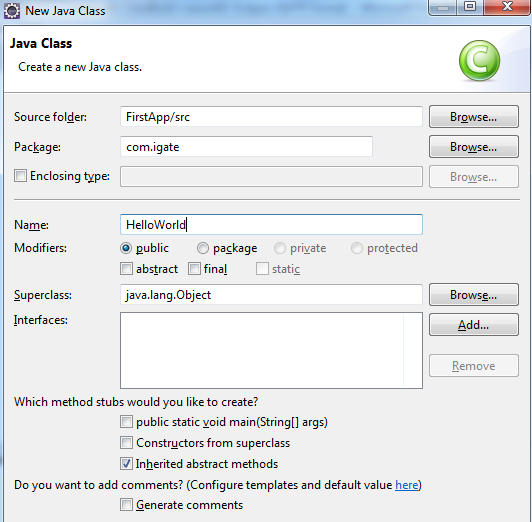 New Java Class
Java Class
Create a new Java class.
C
Source folder: FirstApp/src Browse...
Package: com.igate Browse...
Enclosing type: Browse...
Name: HelloWorld
Modifiers: public package private protected
abstract final static
Superclass: java.lang.Object Browse...
Interfaces: Add...
Remove
Which method stubs would you like to create?
public static void main(String[] args)
Constructors from superclass
Inherited abstract methods
Do you want to add comments? (Configure templates and default value here)
Generate comments